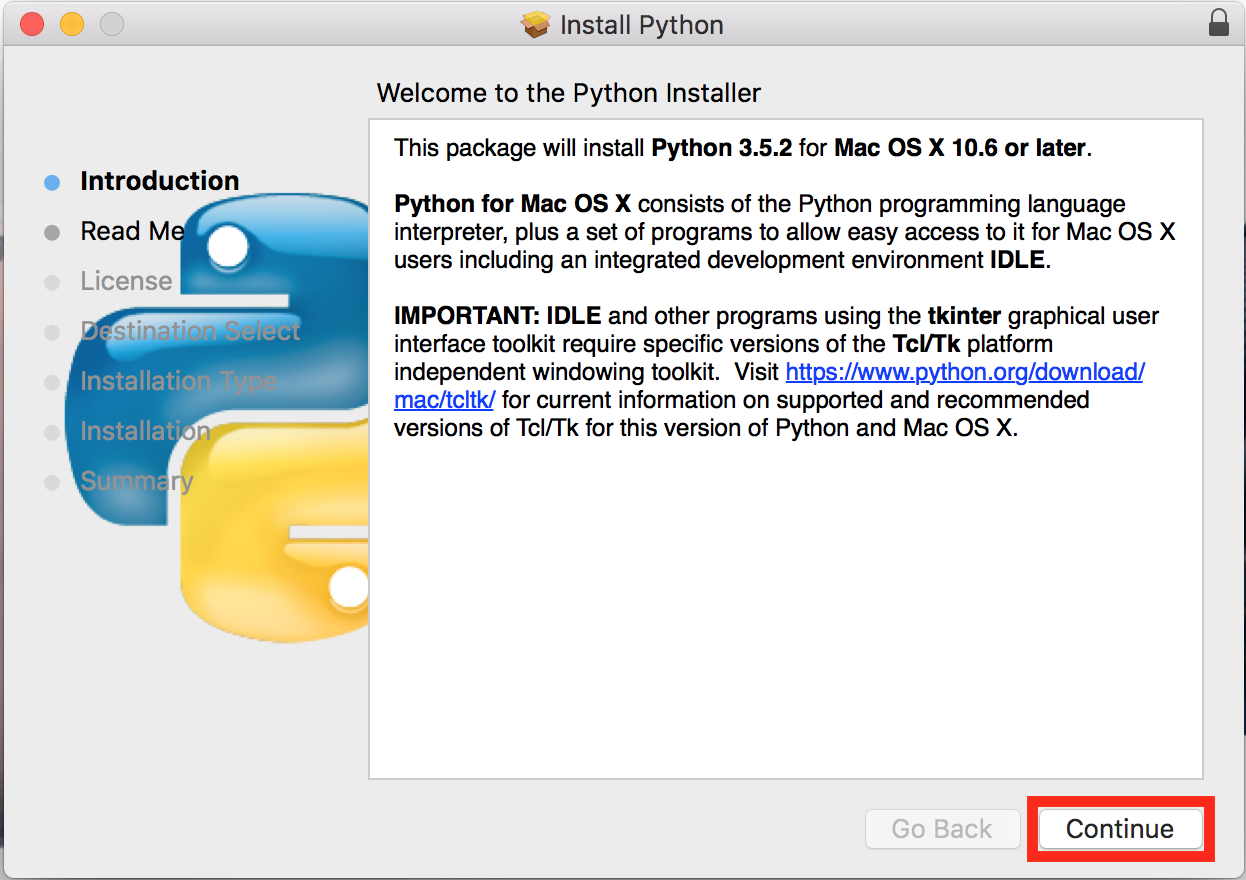 Install Python
Welcome to the Python Installer
Introduction
Read Me
License
Destination Select
Installation Type
Installation
Summary
This package will install Python 3.5.2 for Mac OS X 10.6 or later.
Python for Mac OS X consists of the Python programming language
interpreter, plus a set of programs to allow easy access to it for Mac OS X
users including an integrated development environment IDLE.
IMPORTANT: IDLE and other programs using the tkinter graphical user
interface toolkit require specific versions of the Tcl/Tk platform
independent windowing toolkit.  Visit https://www.python.org/download/
mac/tcltk/ for current information on supported and recommended
versions of Tcl/Tk for this version of Python and Mac OS X.
Go Back
Continue